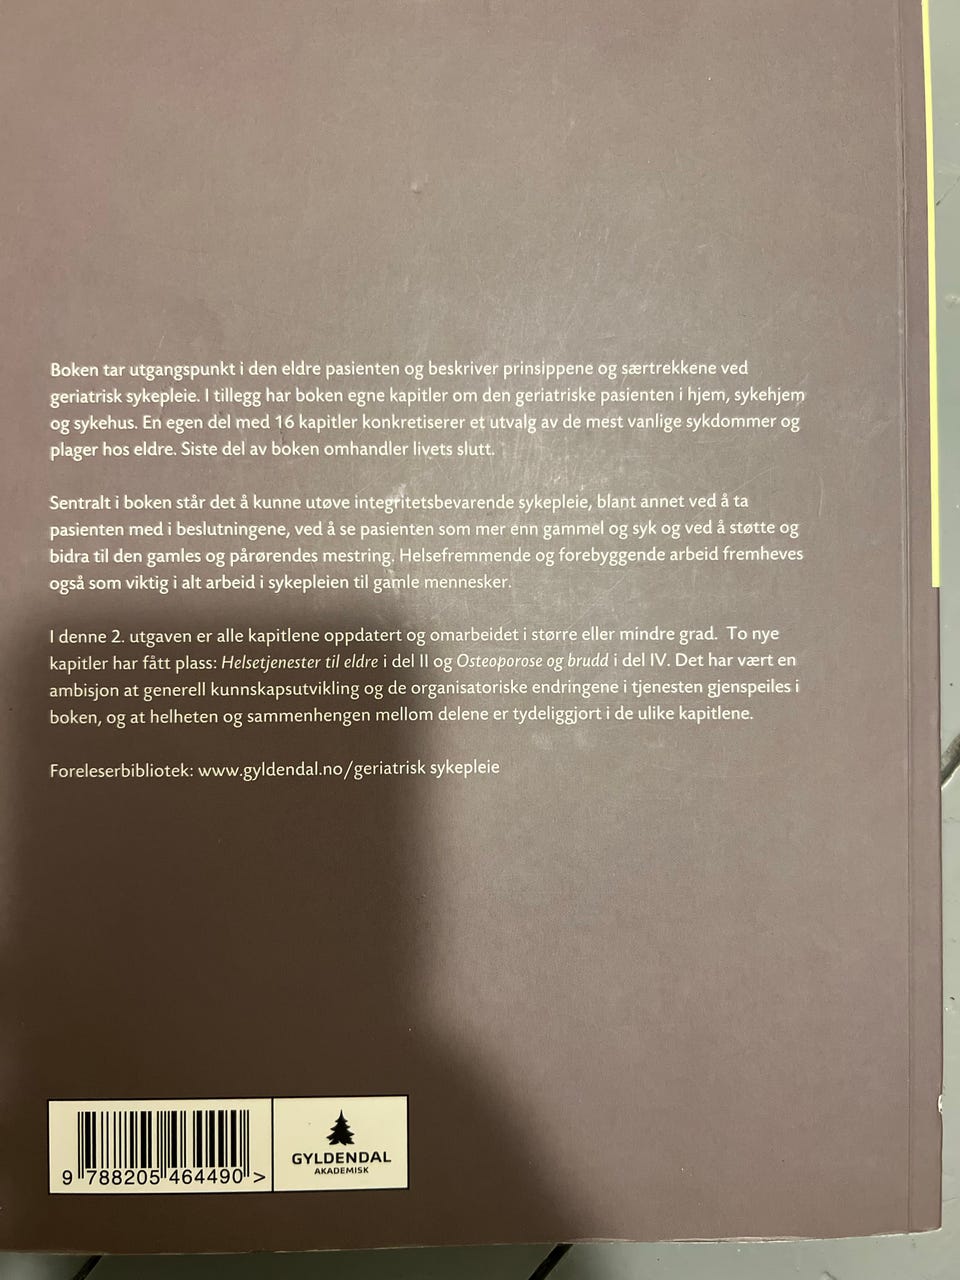 Boken tar utgangspunkt i den eldre pasienten og beskriver prinsippene og særtrekkene ved
geriatrisk sykepleie. I tillegg har boken egne kapitler om den geriatriske pasienten i hjem, sykehjem
og sykehus. En egen del med 16 kapitler konkretiserer et utvalg av de mest vanlige sykdommer og
plager hos eldre. Siste del av boken omhandler livets slutt.
Sentralt i boken står det å kunne utøve integritetsbevarende sykepleie, blant annet ved å ta
pasienten med i beslutningene, ved å se pasienten som mer enn gammel og syk og ved å støtte og
bidra til den gamles og pårørendes mestring. Helsefremmende og forebyggende arbeid fremheves
også som viktig i alt arbeid i sykepleien til gamle mennesker.
I denne 2. utgaven er alle kapitlene oppdatert og omarbeidet i større eller mindre grad. To nye
kapitler har fått plass: Helsetjenester til eldre i del II og Osteoporose og brudd i del IV. Det har vært en
ambisjon at generell kunnskapsutvikling og de organisatoriske endringene i tjenesten gjenspeiles i
boken, og at helheten og sammenhengen mellom delene er tydeliggjort i de ulike kapitlene.
Foreleserbibliotek: www.gyldendal.no/geriatrisk sykepleie
9 788205 464490 >
GYLDENDAL
AKADEMISK